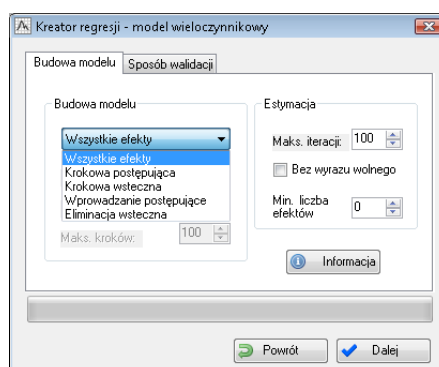 Kreator regresji - model wieloczynnikowy
Budowa modelu
Sposób walidacji
Budowa modelu
Wszystkie efekty
Wszystkie efekty
Krokowa postępująca
Krokowa wsteczna
Wprowadzanie postępujące
Eliminacja wsteczna
Maks. kroków: 100
Estymacja
Maks. iteracji: 100
Bez wyrazu wolnego
Min. liczba
efektów 0
Informacja
Powrót
Dalej